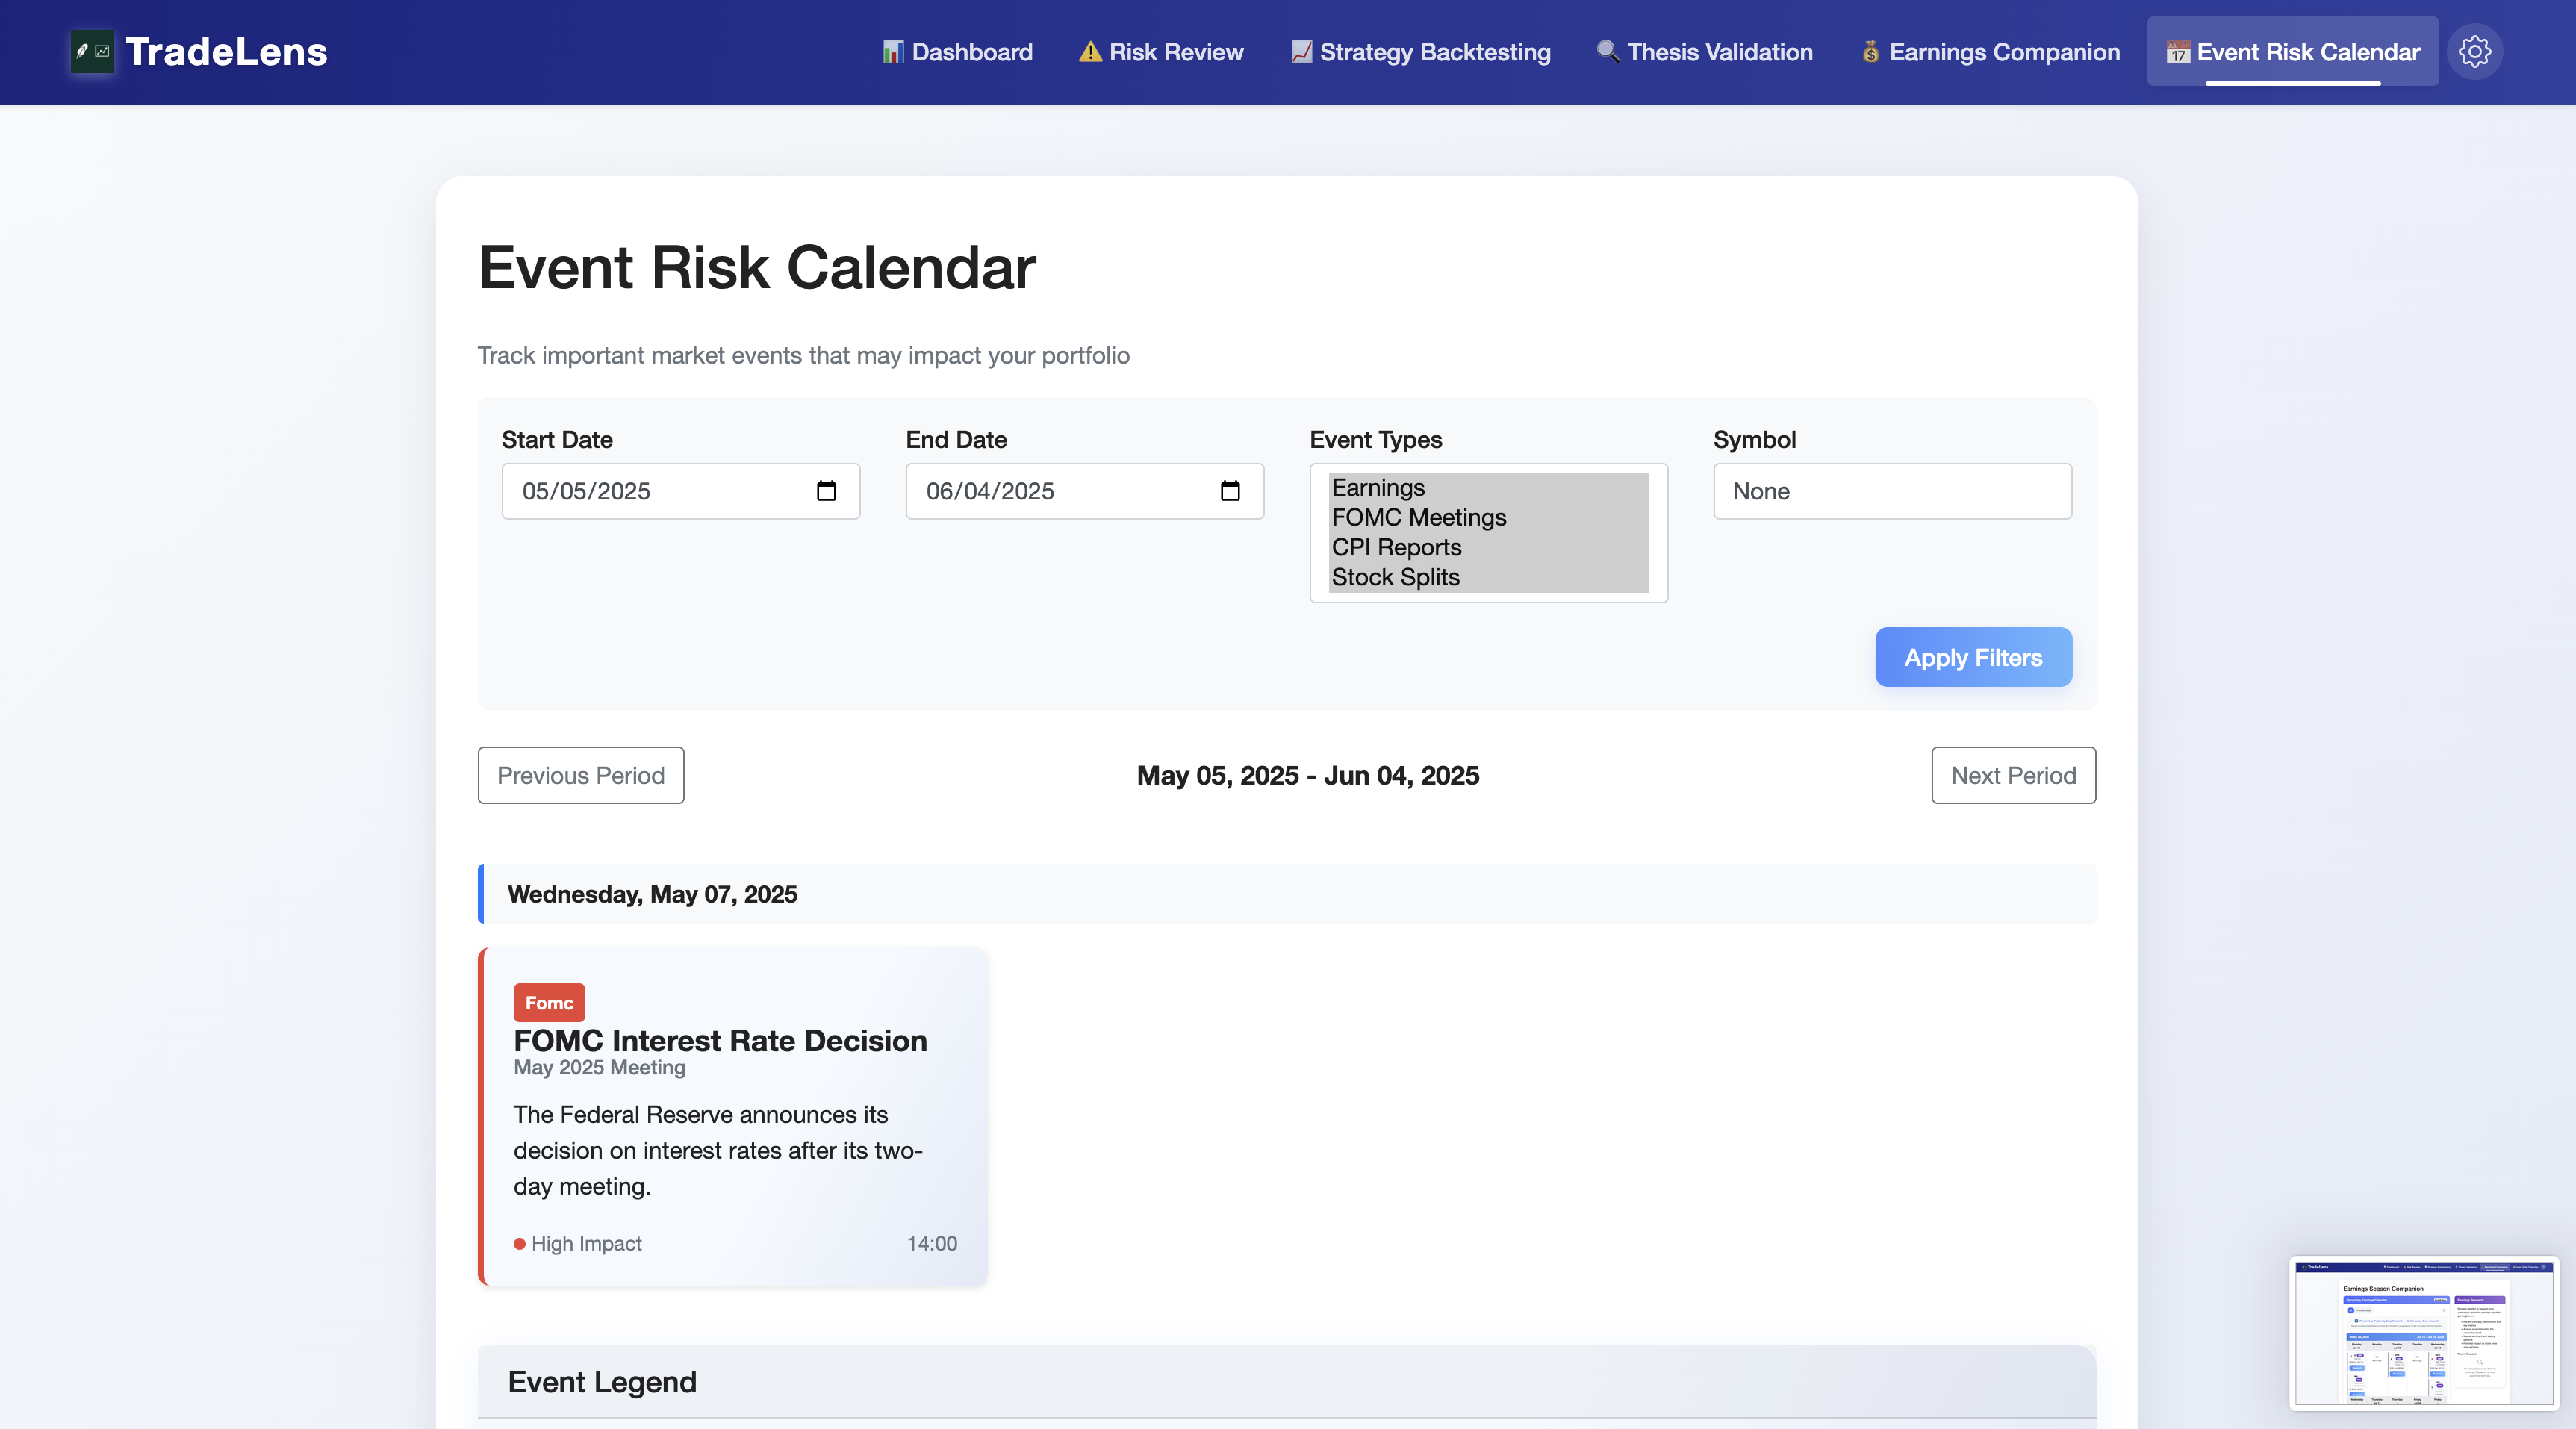 TradeLens
Dashboard
Risk Review
Strategy Backtesting
Thesis Validation
Earnings Companion
Event Risk Calendar
Event Risk Calendar
Track important market events that may impact your portfolio
Start Date
End Date
Event Types
Symbol
05/05/2025
06/04/2025
Earnings
FOMC Meetings
CPI Reports
Stock Splits
None
Apply Filters
Previous Period
May 05, 2025 - Jun 04, 2025
Next Period
Wednesday, May 07, 2025
Fomc
FOMC Interest Rate Decision
May 2025 Meeting
The Federal Reserve announces its
decision on interest rates after its two-
day meeting.
High Impact
14:00
Event Legend
Earnings Season Companion